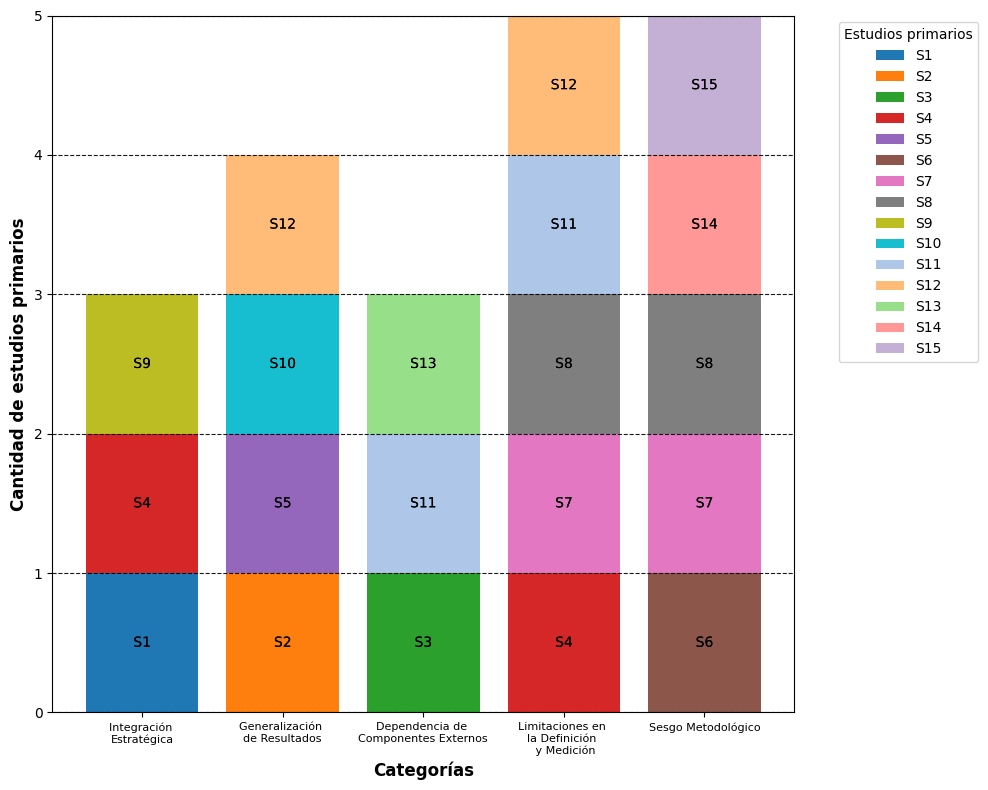 Cantidad de estudios primarios
5
4
3
2
1
0
S12
S15
S12
S11
S14
S9
S10
S13
S8
S8
S4
S5
S11
S7
S7
S1
S2
S3
S4
S6
Integración
Estratégica
Generalización
de Resultados
Dependencia de
Componentes Externos
Limitaciones en
la Definición
y Medición
Sesgo Metodológico
Categorías
Estudios primarios
S1
S2
S3
S4
S5
S6
S7
S8
S9
S10
S11
S12
S13
S14
S15